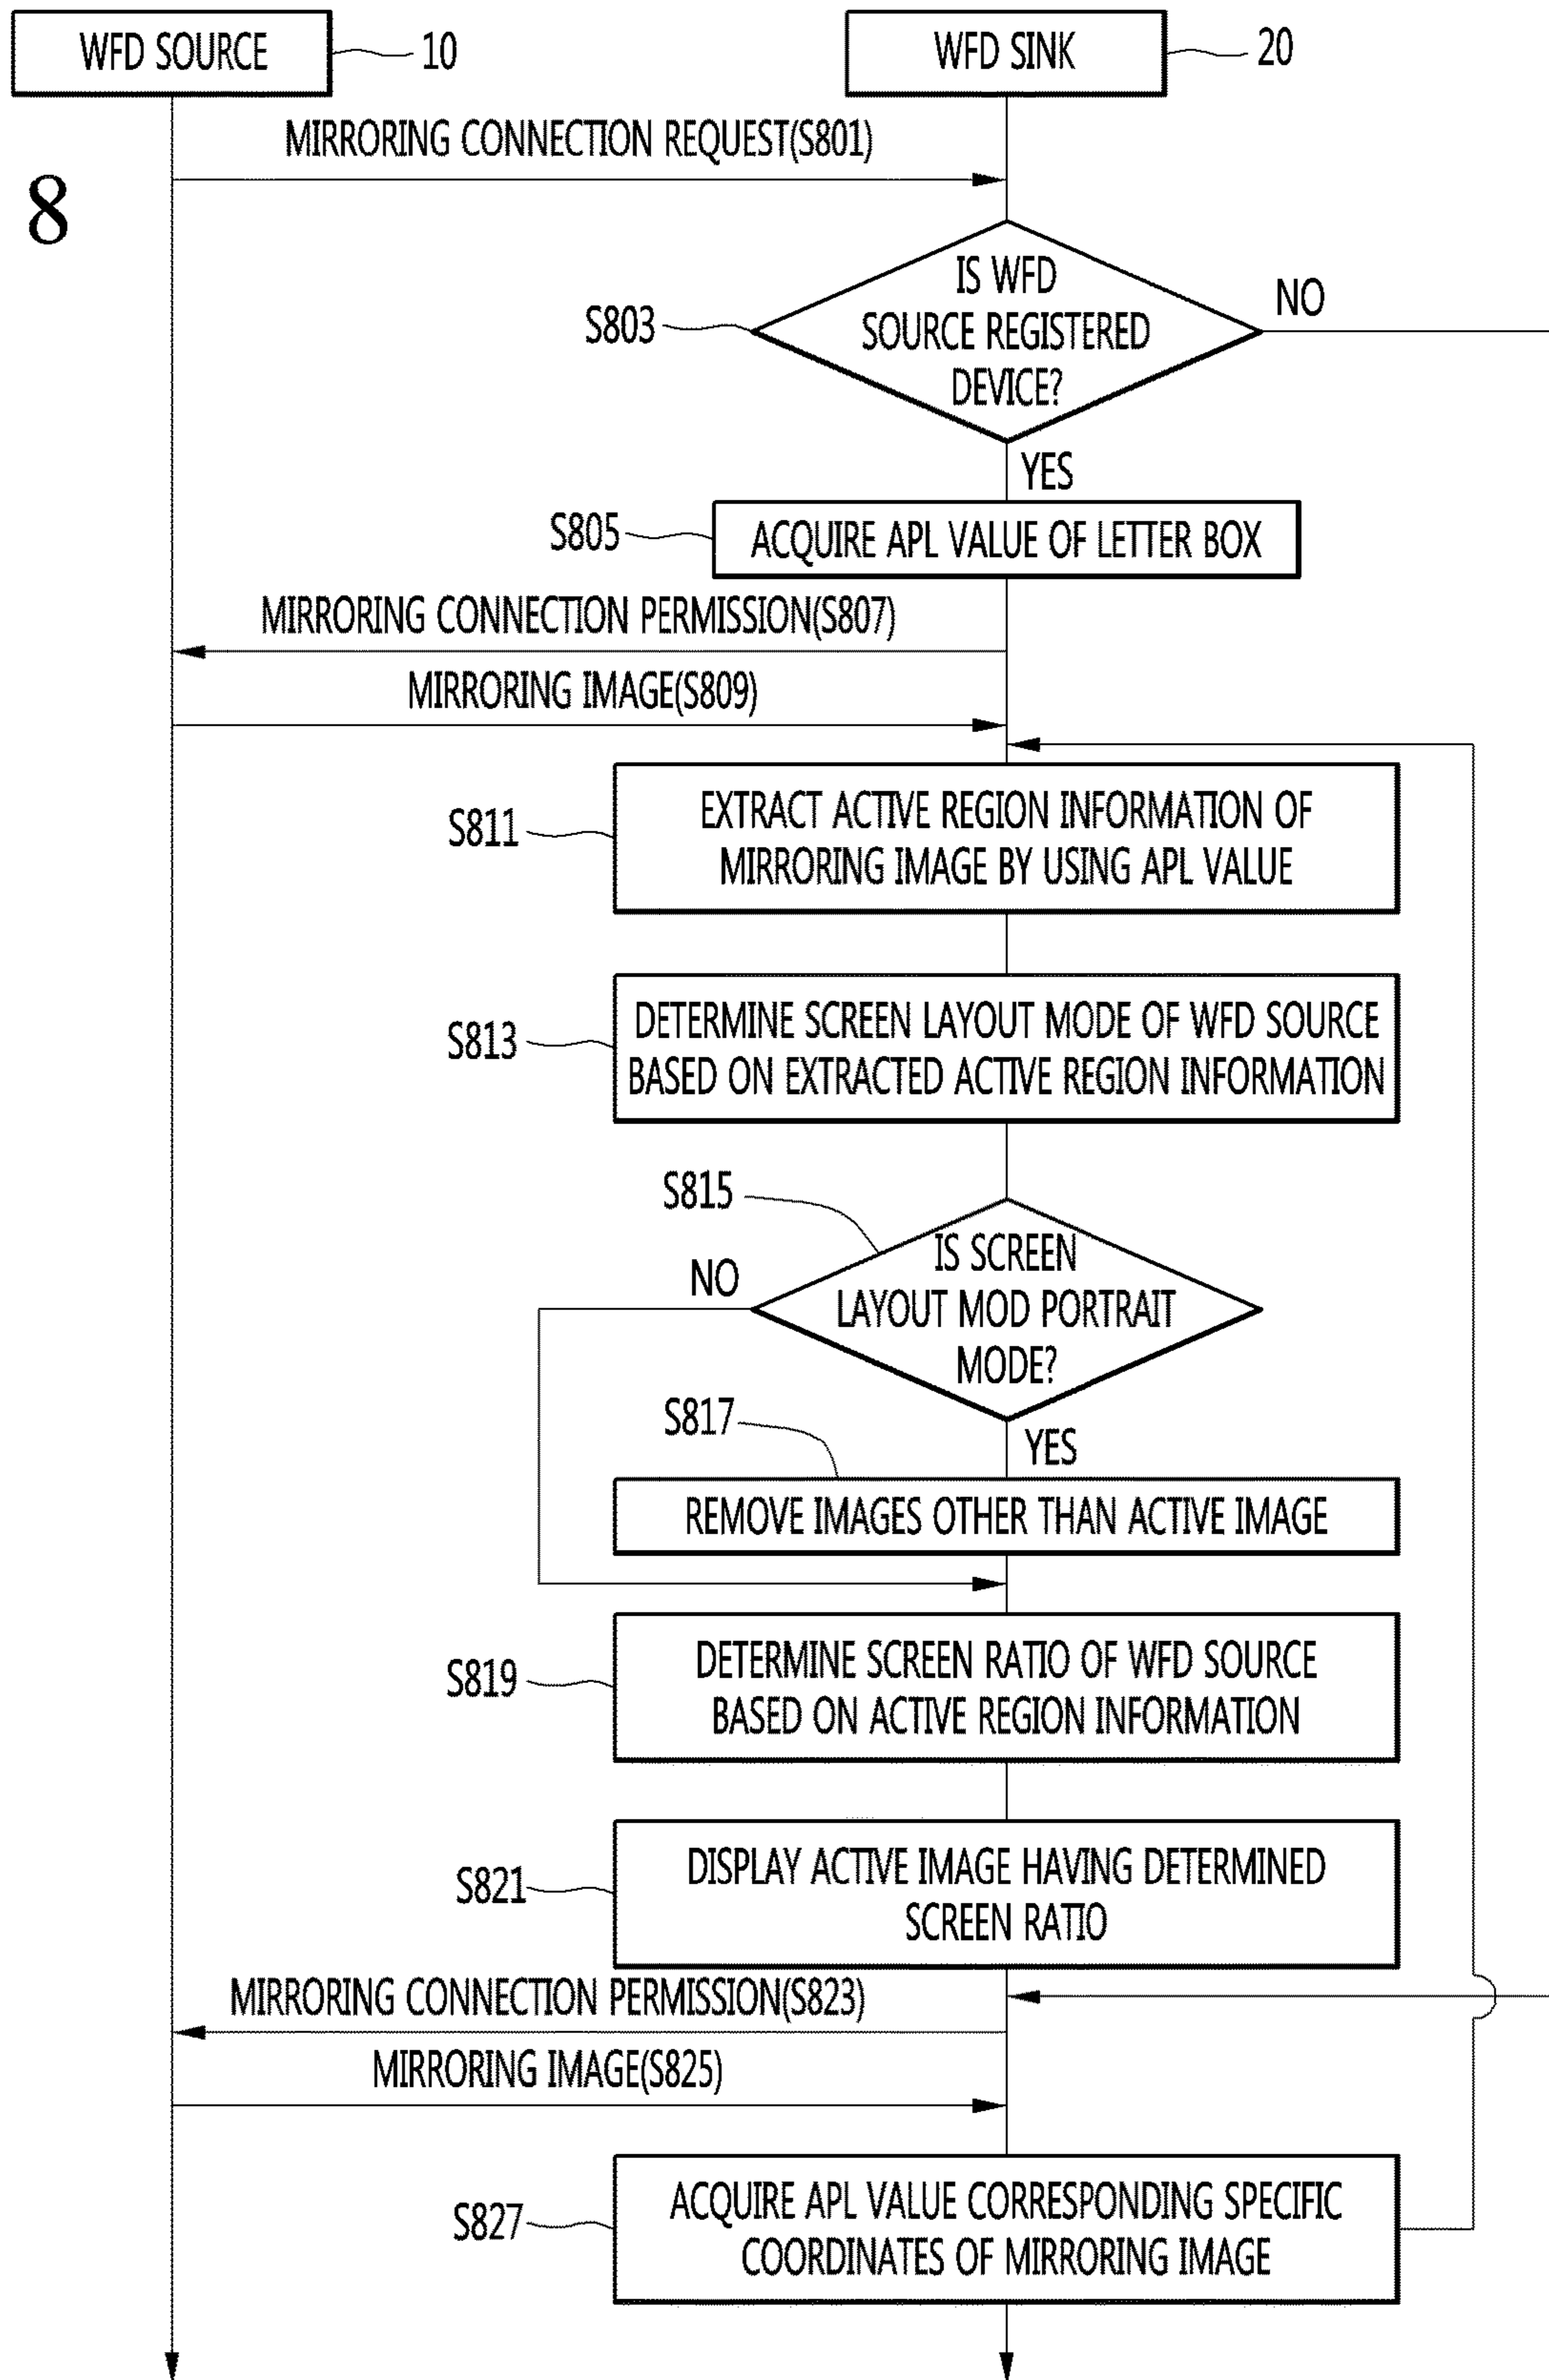 WFD SOURCE
10
WFD SINK
20
MIRRORING CONNECTION REQUEST(S801)
8
IS WFD
SOURCE REGISTERED
DEVICE?
S803
NO
YES
S805
ACQUIRE APL VALUE OF LETTER BOX
MIRRORING CONNECTION PERMISSION(S807)
MIRRORING IMAGE(S809)
S811
EXTRACT ACTIVE REGION INFORMATION OF
MIRRORING IMAGE BY USING APL VALUE
S813
DETERMINE SCREEN LAYOUT MODE OF WFD SOURCE
BASED ON EXTRACTED ACTIVE REGION INFORMATION
S815
NO
IS SCREEN
LAYOUT MOD PORTRAIT
MODE?
S817
YES
REMOVE IMAGES OTHER THAN ACTIVE IMAGE
S819
DETERMINE SCREEN RATIO OF WFD SOURCE
BASED ON ACTIVE REGION INFORMATION
S821
DISPLAY ACTIVE IMAGE HAVING DETERMINED
SCREEN RATIO
MIRRORING CONNECTION PERMISSION(S823)
MIRRORING IMAGE(S825)
S827
ACQUIRE APL VALUE CORRESPONDING SPECIFIC
COORDINATES OF MIRRORING IMAGE